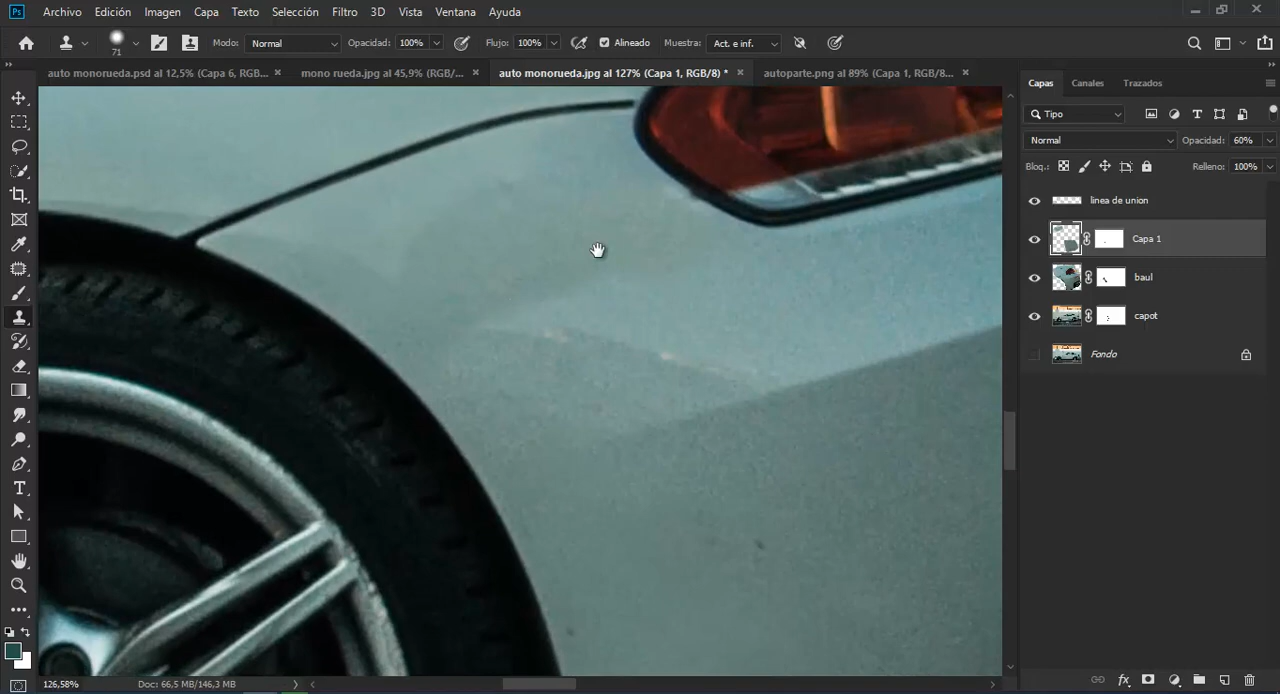 Ps Archivo Edición Imagen Capa Texto Selección Filtro 3D Vista Ventana Ayuda
71 Modo: Normal Opacidad: 100% Flujo: 100% Alineado Muestra: Act. e inf.
auto monorueda.psd al 12,5% (Capa 6, RGB/8... × mono rueda.jpg al 45,9% (RGB/... × auto monorueda.jpg al 127% (Capa 1, RGB/8) * × autoparte.png al 89% (Capa 1, RGB/8... ×
Capas Canales Trazados
Tipo
Normal Opacidad: 60%
Bloq.: Relleno: 100%
linea de union
Capa 1
baul
capot
Fondo
126,58% Doc: 66,5 MB/146,3 MB